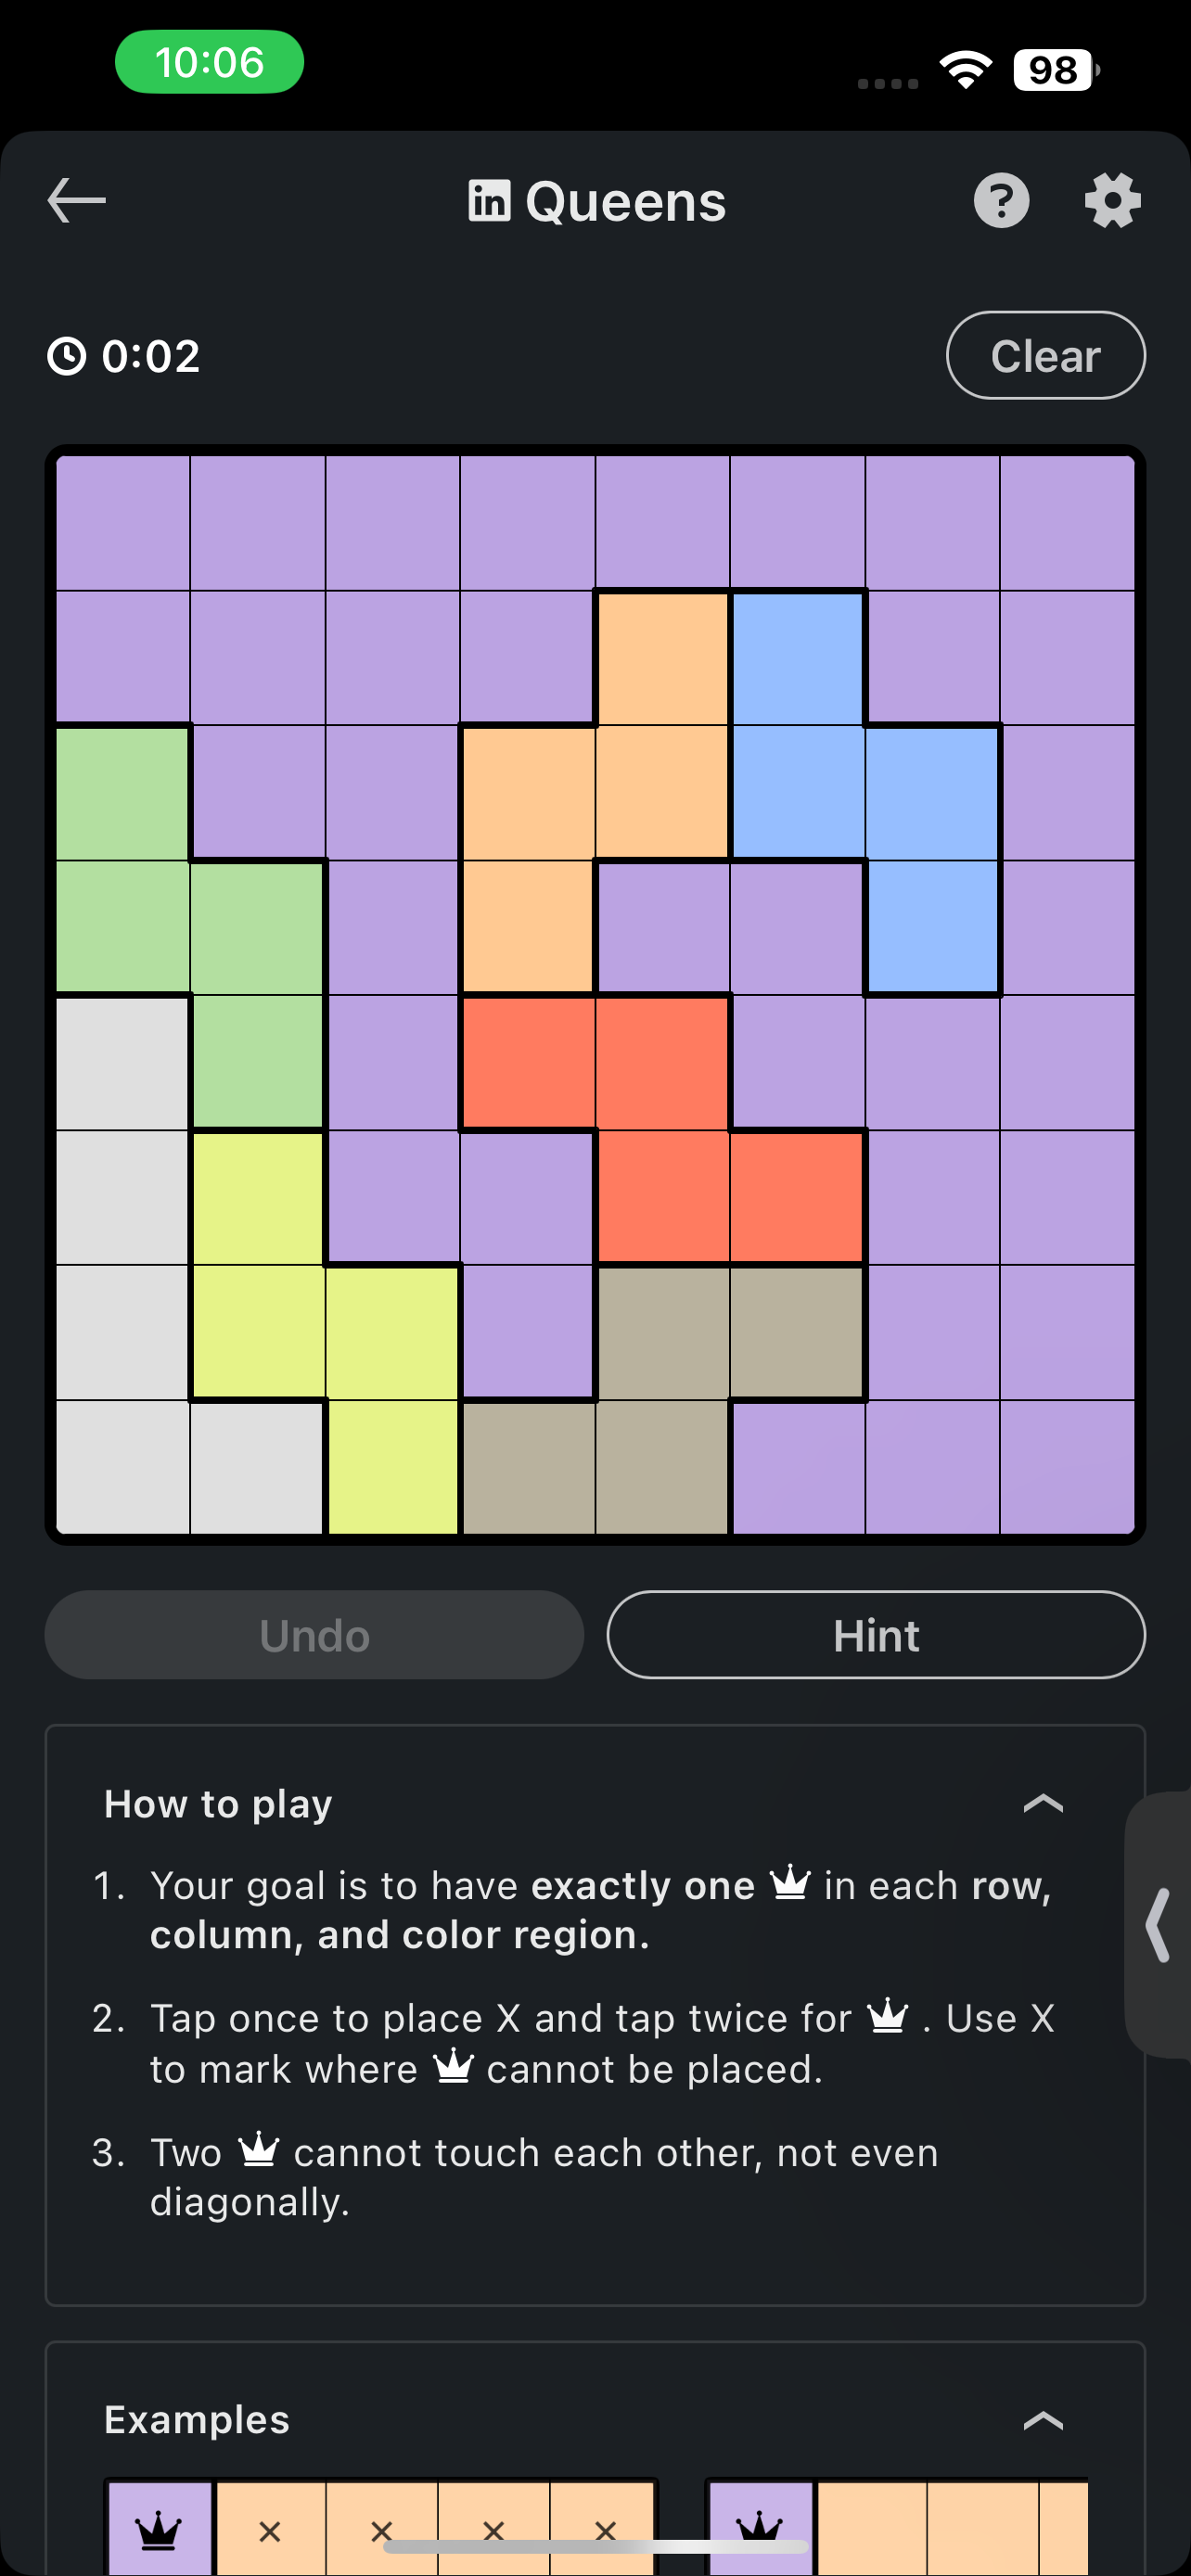 10:06
98
in Queens
?
0:02
Clear
Undo
Hint
How to play
1. Your goal is to have exactly one in each row,
column, and color region.
2. Tap once to place X and tap twice for . Use X
to mark where cannot be placed.
3. Two cannot touch each other, not even
diagonally.
Examples
× × × ×